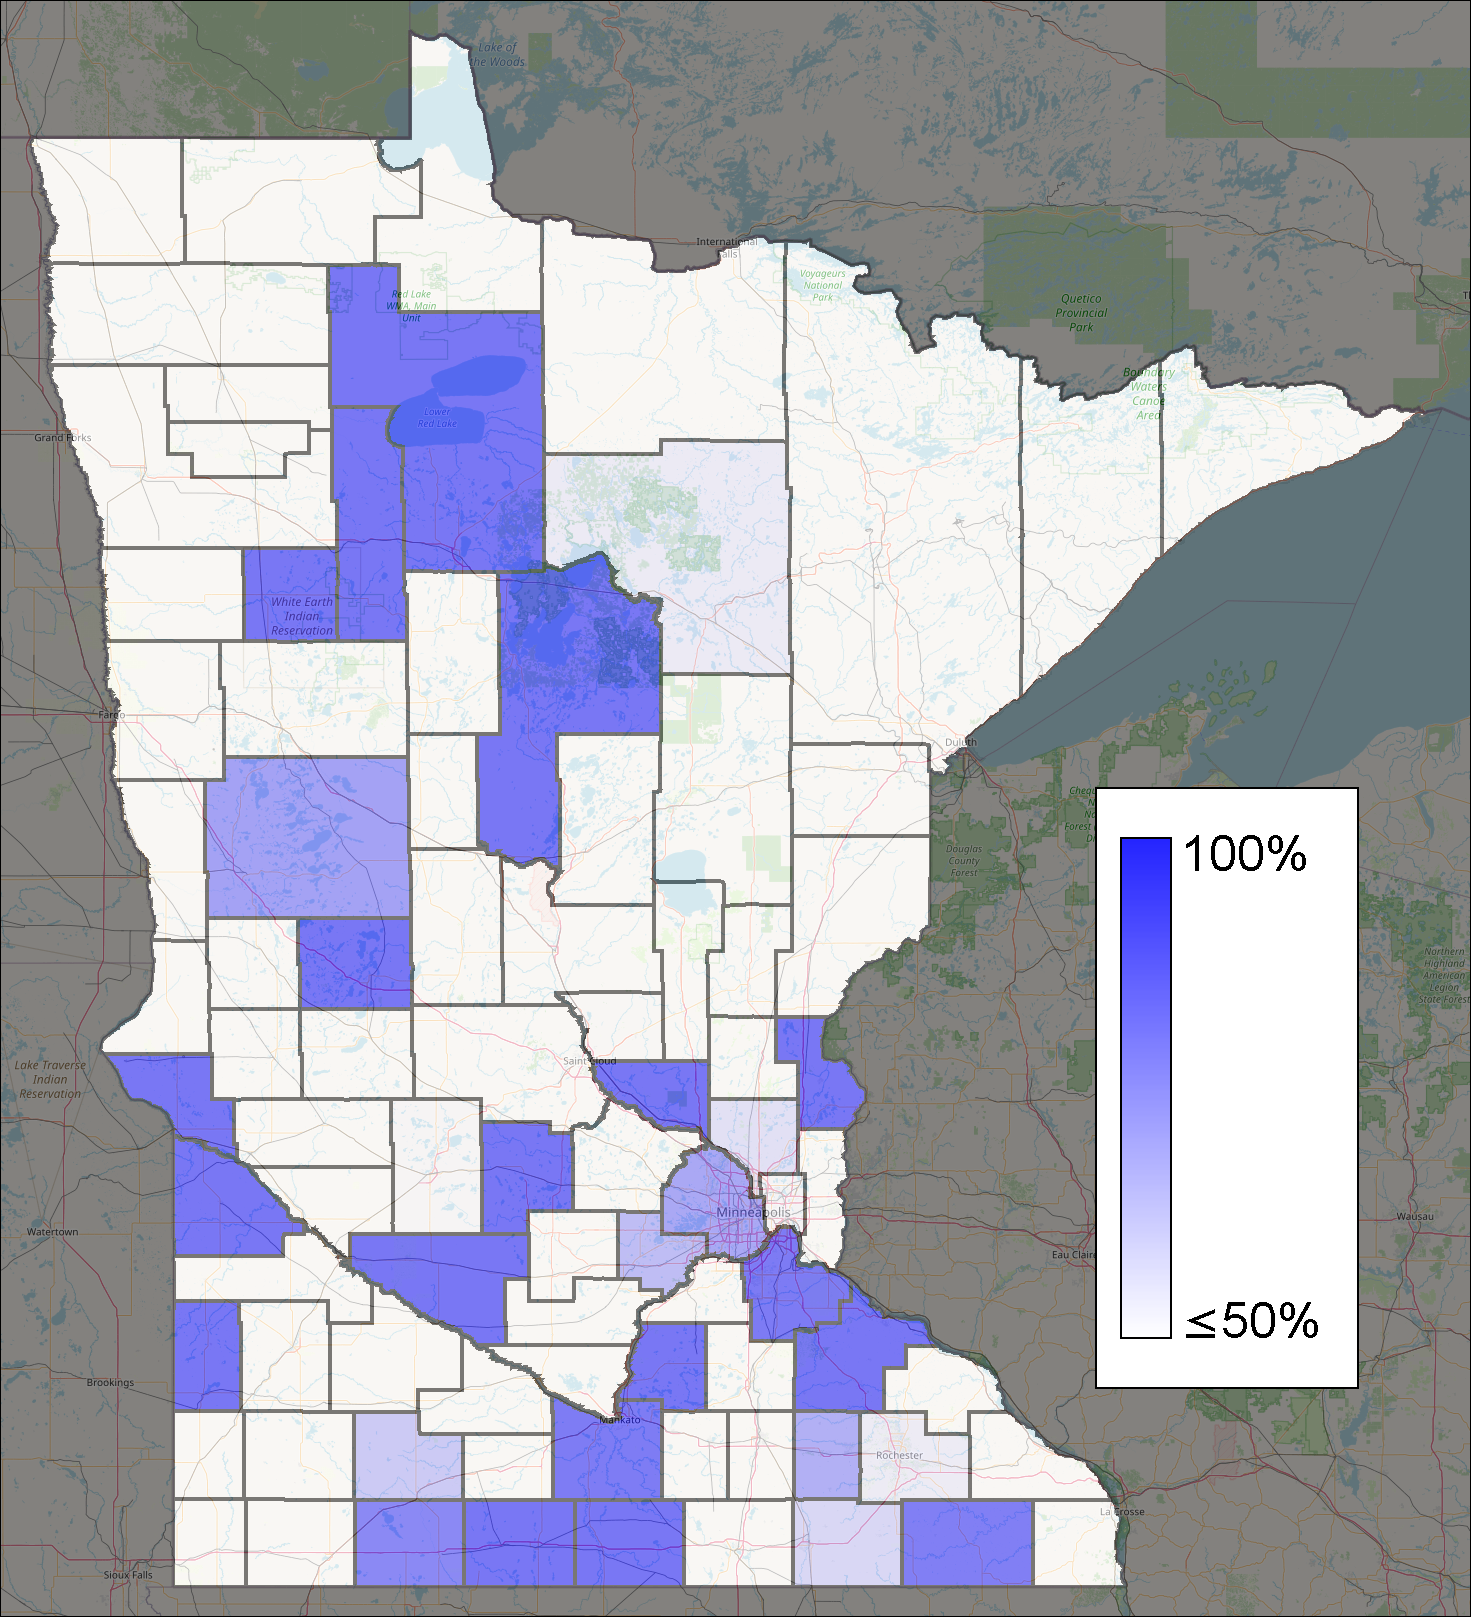 Lake of
the Woods
International
Falls
Voyageurs
National
Park
Quetico
Provincial
Park
Red Lake
WMA, Main
Unit
Boundary
Waters
Canoe
Area
Lower
Red Lake
Grand Forks
White Earth
Indian
Reservation
Fargo
Duluth
Douglas
County
Forest
100%
Northern
Highland
American
Legion
State Forest
Lake Traverse
Indian
Reservation
Saint Cloud
Minneapolis
Watertown
Wausau
Eau Claire
≤50%
Brookings
Mankato
Rochester
La Crosse
Sioux Falls